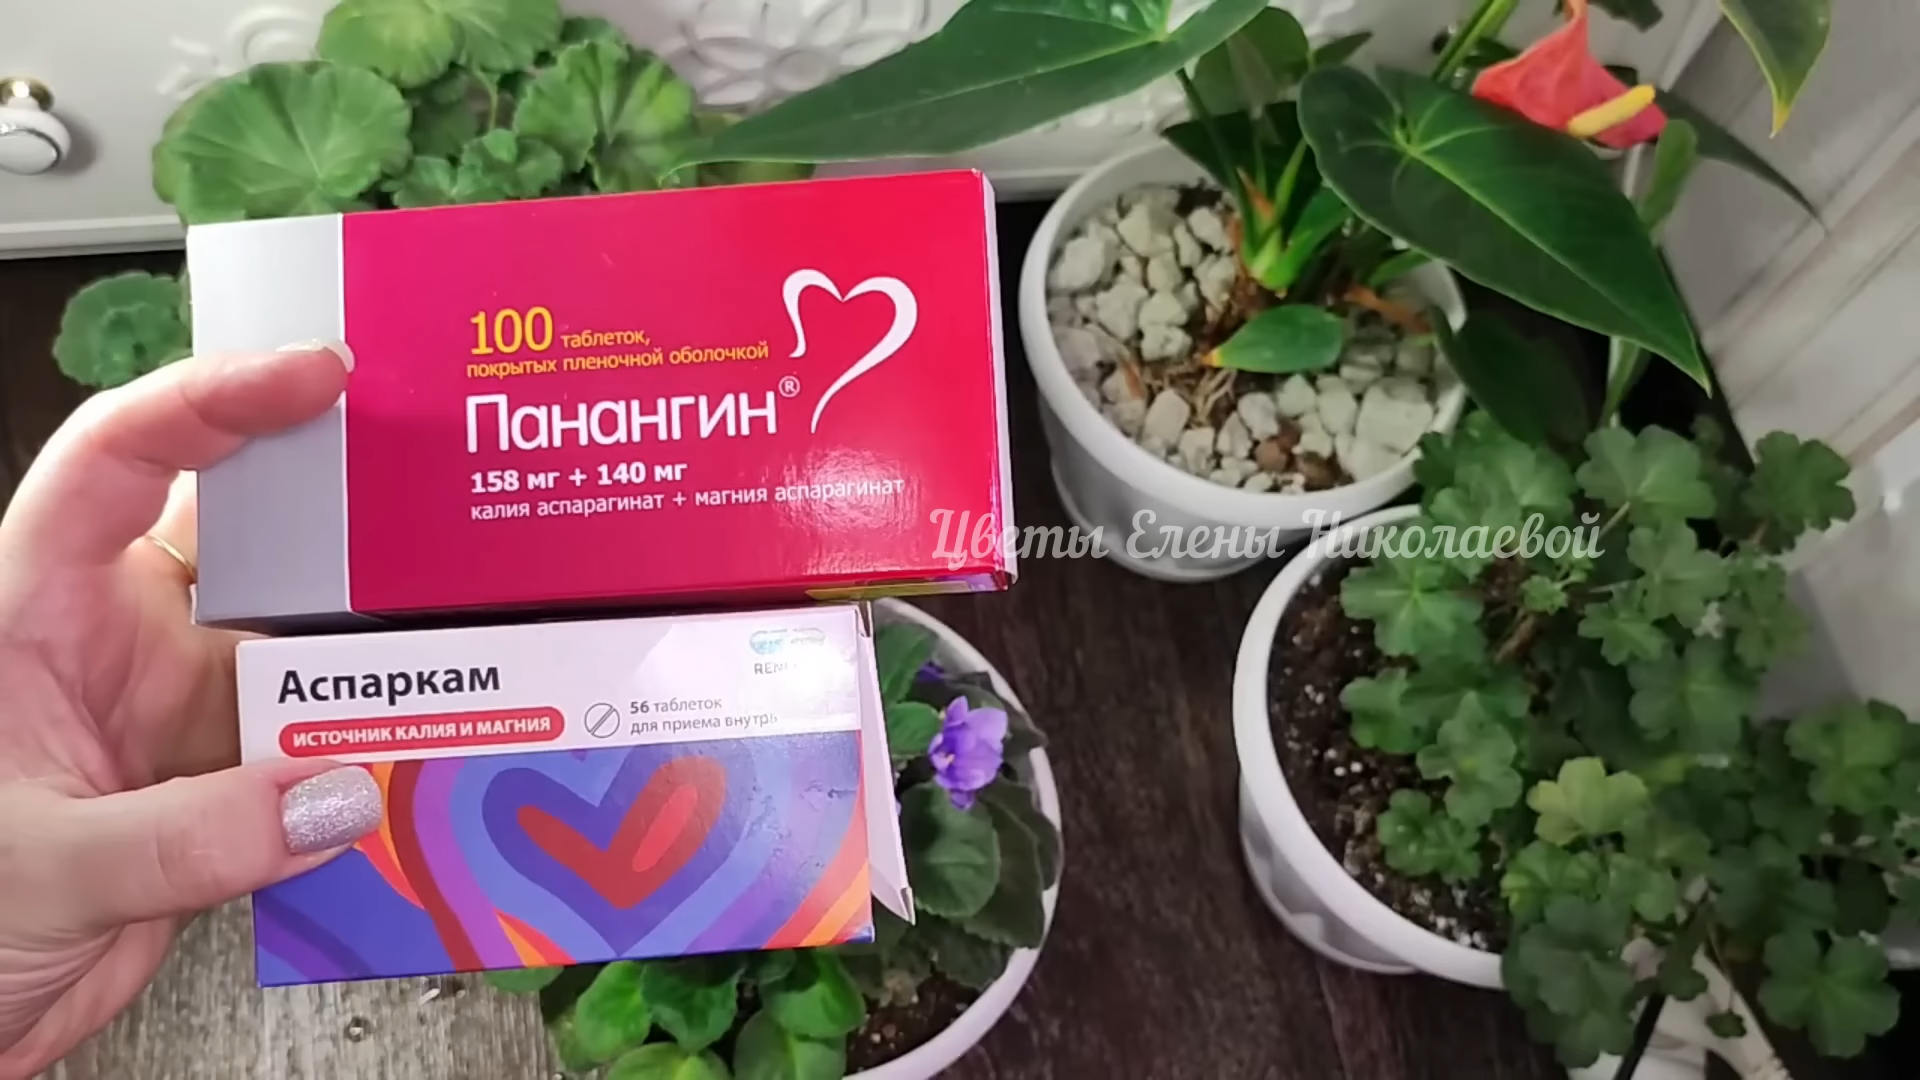 100 таблеток,
покрытых пленочной оболочкой
Панангин®
158 мг + 140 мг
калия аспарагинат + магния аспарагинат
Цветы Елены Николаевой
Аспаркам
ИСТОЧНИК КАЛИЯ И МАГНИЯ
56 таблеток
для приема внутрь